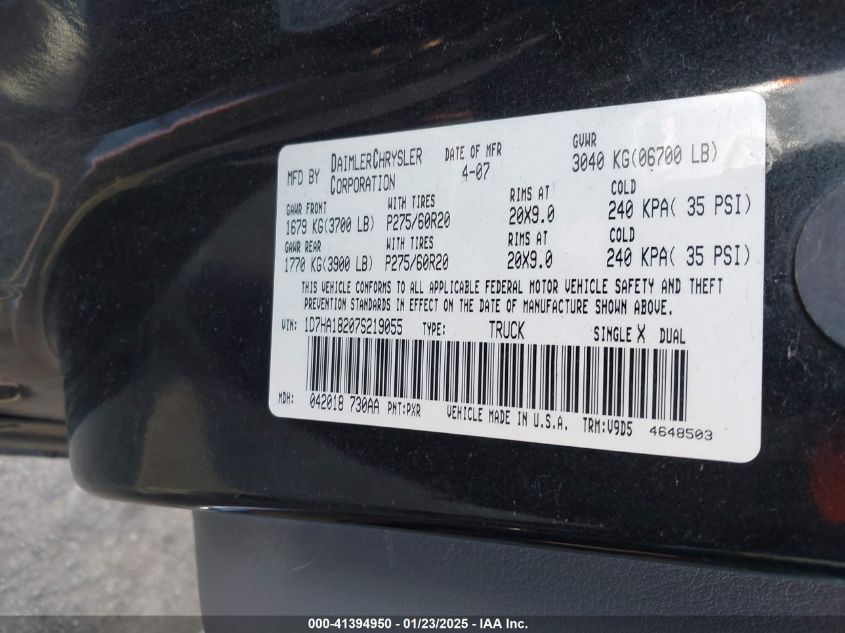 MFD BY DAIMLERCHRYSLER CORPORATION DATE OF MFR 4-07 GVWR 3040 KG(06700 LB)
GAWR FRONT WITH TIRES RIMS AT COLD
1679 KG(3700 LB) P275/60R20 20X9.0 240 KPA( 35 PSI)
GAWR REAR WITH TIRES RIMS AT COLD
1770 KG(3900 LB) P275/60R20 20X9.0 240 KPA( 35 PSI)
THIS VEHICLE CONFORMS TO ALL APPLICABLE FEDERAL MOTOR VEHICLE SAFETY AND THEFT
PREVENTION STANDARDS IN EFFECT ON THE DATE OF MANUFACTURE SHOWN ABOVE.
VIN: 1D7HA18207S219055 TYPE: TRUCK SINGLE X DUAL
MDH: 042018 730AA PNT:PXR VEHICLE MADE IN U.S.A. TRM:V9D5 4648503
000-41394950 - 01/23/2025 - IAA Inc.